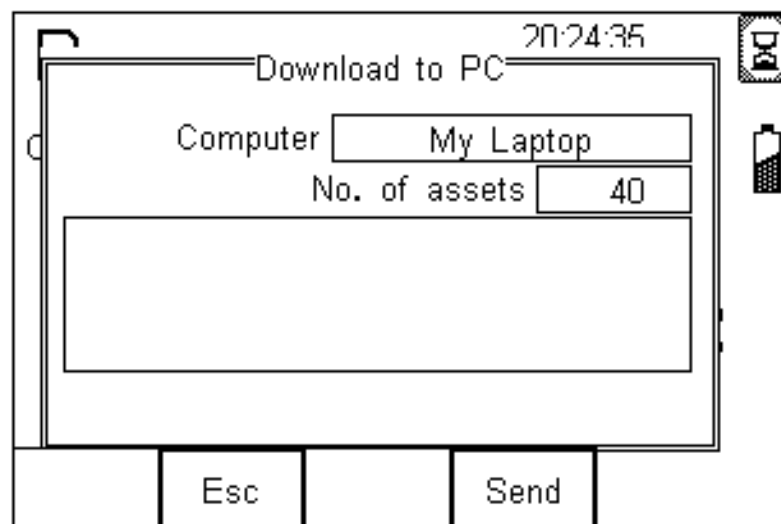 20:24:35
Download to PC
Computer My Laptop
No. of assets 40
Esc Send